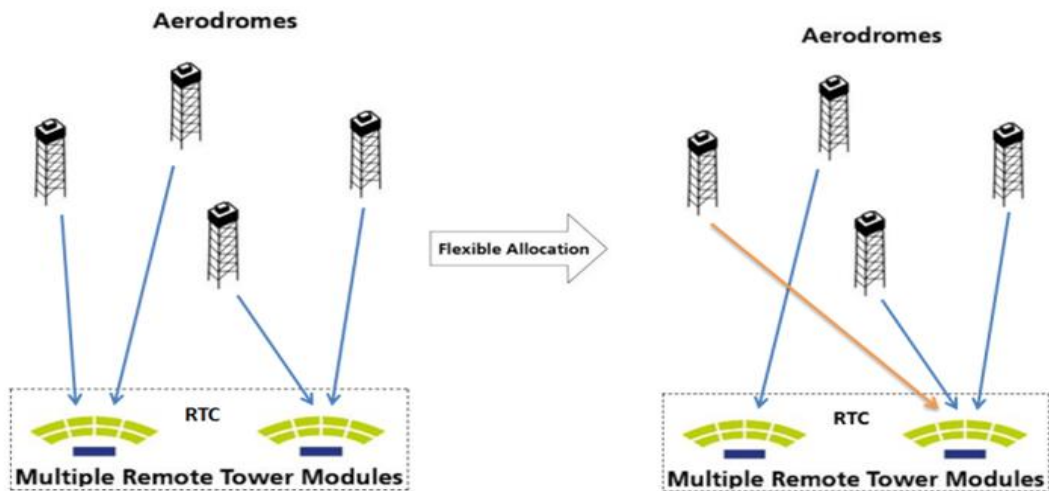 Aerodromes
RTC
Multiple Remote Tower Modules
Flexible Allocation
Aerodromes
RTC
Multiple Remote Tower Modules